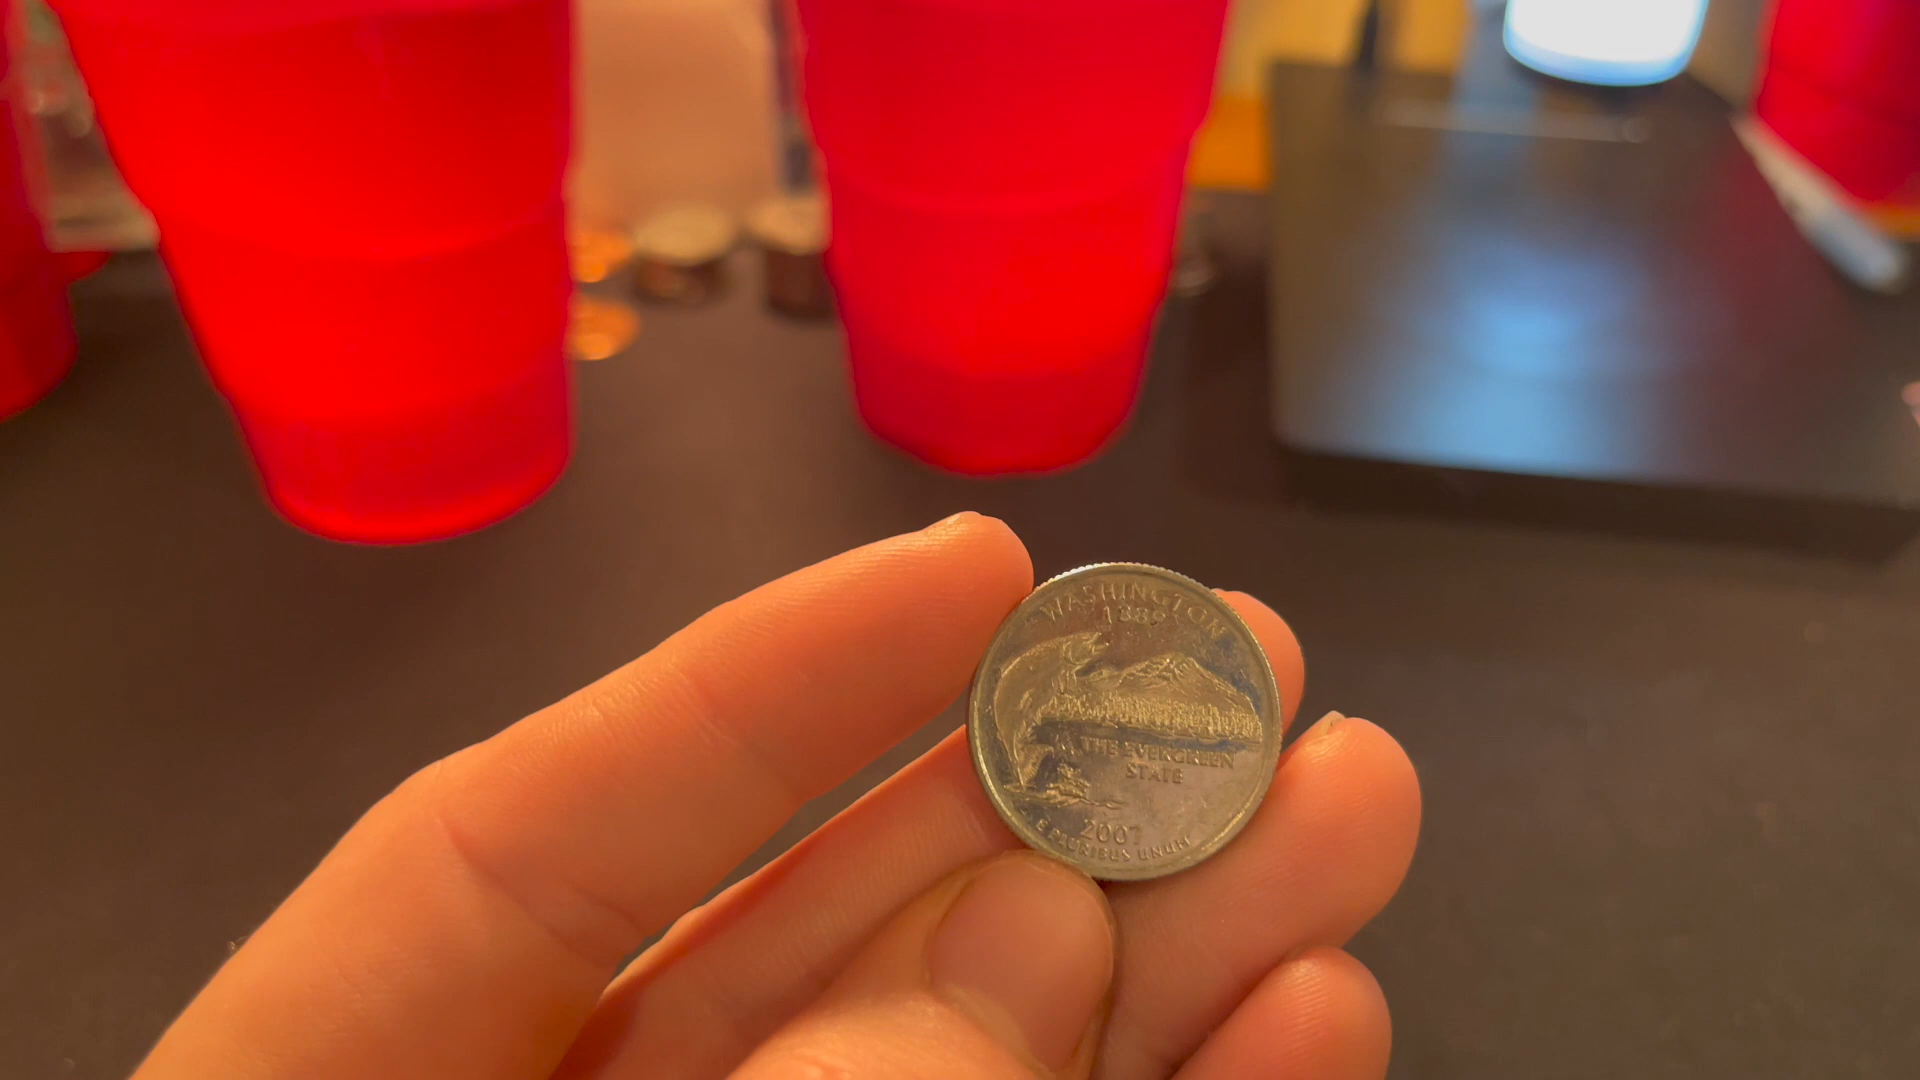 WASHINGTON
1889
THE EVERGREEN
STATE
2007
E PLURIBUS UNUM